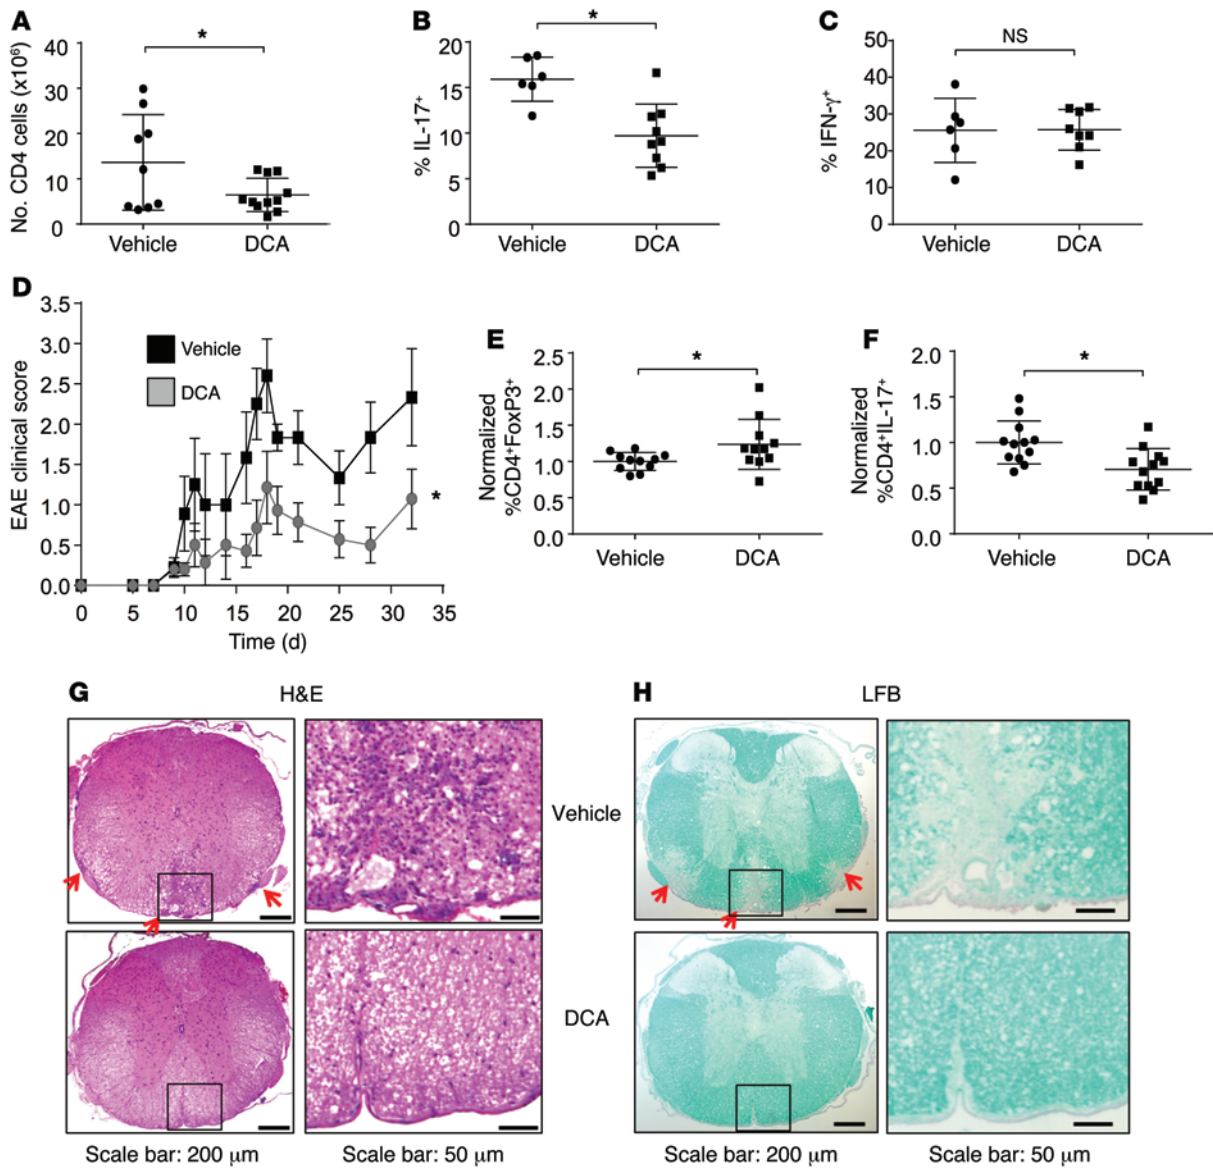 A
No. CD4 cells (x10⁶)
40
30
20
10
0
*
Vehicle
DCA
B
% IL-17⁺
20
15
10
5
0
*
Vehicle
DCA
C
% IFN-γ⁺
50
40
30
20
10
0
NS
Vehicle
DCA
D
EAE clinical score
3.5
3.0
2.5
2.0
1.5
1.0
0.5
0.0
Vehicle
DCA
*
0 5 10 15 20 25 30 35
Time (d)
E
Normalized
%CD4⁺FoxP3⁺
2.5
2.0
1.5
1.0
0.5
0.0
*
Vehicle
DCA
F
Normalized
%CD4⁺IL-17⁺
2.0
1.5
1.0
0.5
0.0
*
Vehicle
DCA
G
H&E
H
LFB
Vehicle
DCA
Scale bar: 200 μm
Scale bar: 50 μm
Scale bar: 200 μm
Scale bar: 50 μm